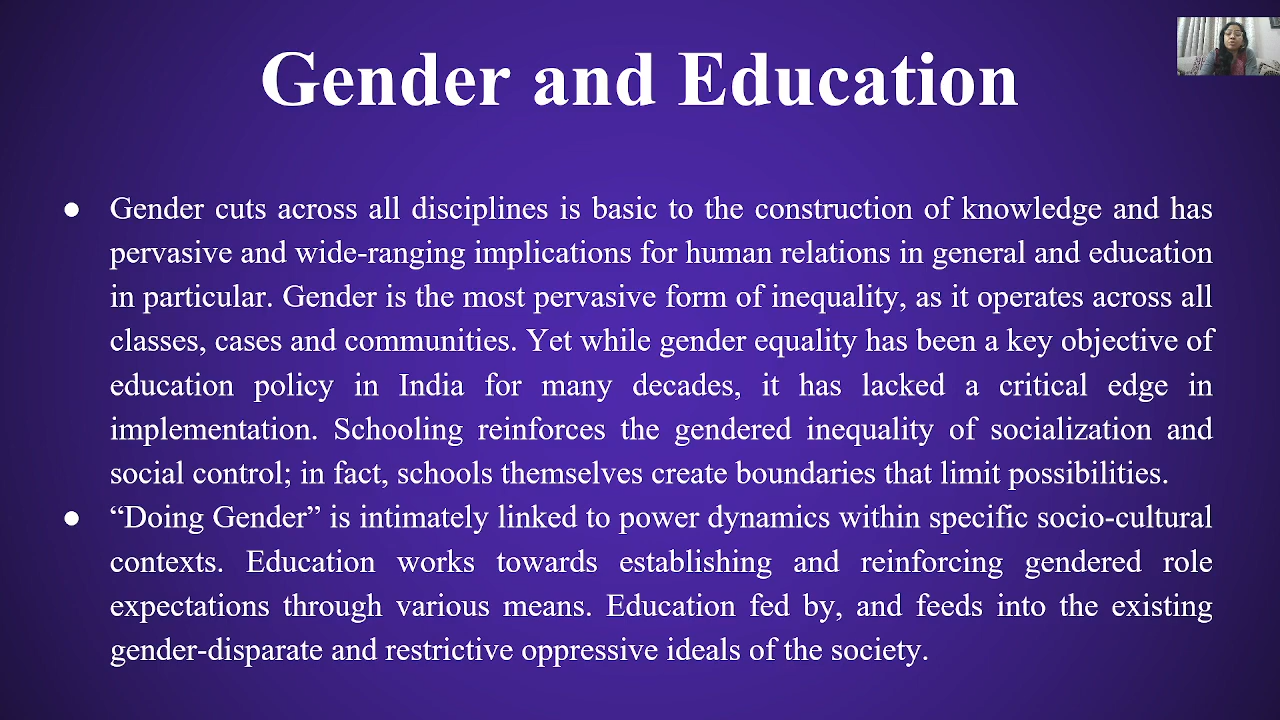 Gender and Education
● Gender cuts across all disciplines is basic to the construction of knowledge and has
pervasive and wide-ranging implications for human relations in general and education
in particular. Gender is the most pervasive form of inequality, as it operates across all
classes, cases and communities. Yet while gender equality has been a key objective of
education policy in India for many decades, it has lacked a critical edge in
implementation. Schooling reinforces the gendered inequality of socialization and
social control; in fact, schools themselves create boundaries that limit possibilities.
● “Doing Gender” is intimately linked to power dynamics within specific socio-cultural
contexts. Education works towards establishing and reinforcing gendered role
expectations through various means. Education fed by, and feeds into the existing
gender-disparate and restrictive oppressive ideals of the society.